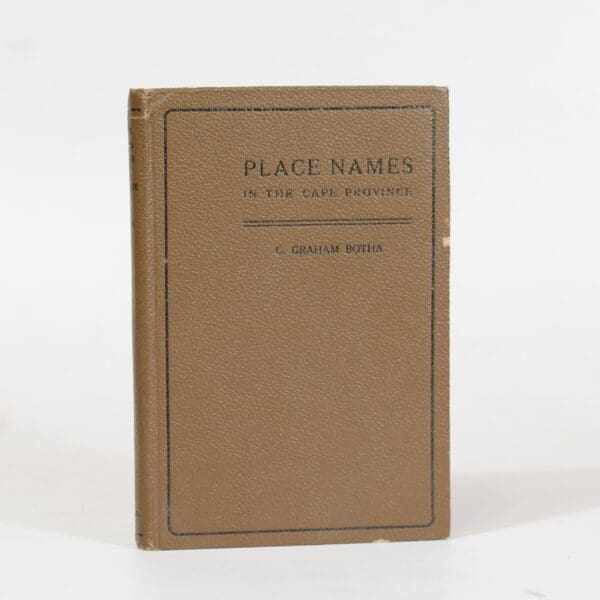 PLACE NAMES
IN THE CAPE PROVINCE
C. GRAHAM BOTHA